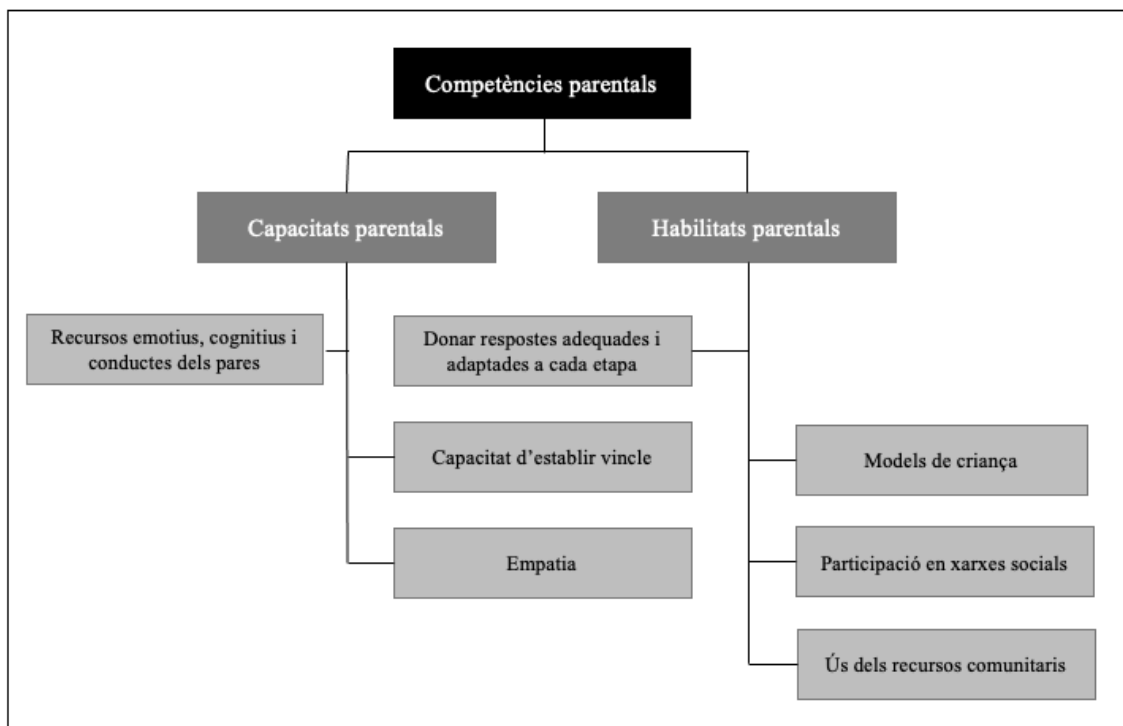 Competències parentals
Capacitats parentals
Habilitats parentals
Recursos emotius, cognitius i
conductes dels pares
Donar respostes adequades i
adaptades a cada etapa
Capacitat d’establir vincle
Models de criança
Empatia
Participació en xarxes socials
Ús dels recursos comunitaris